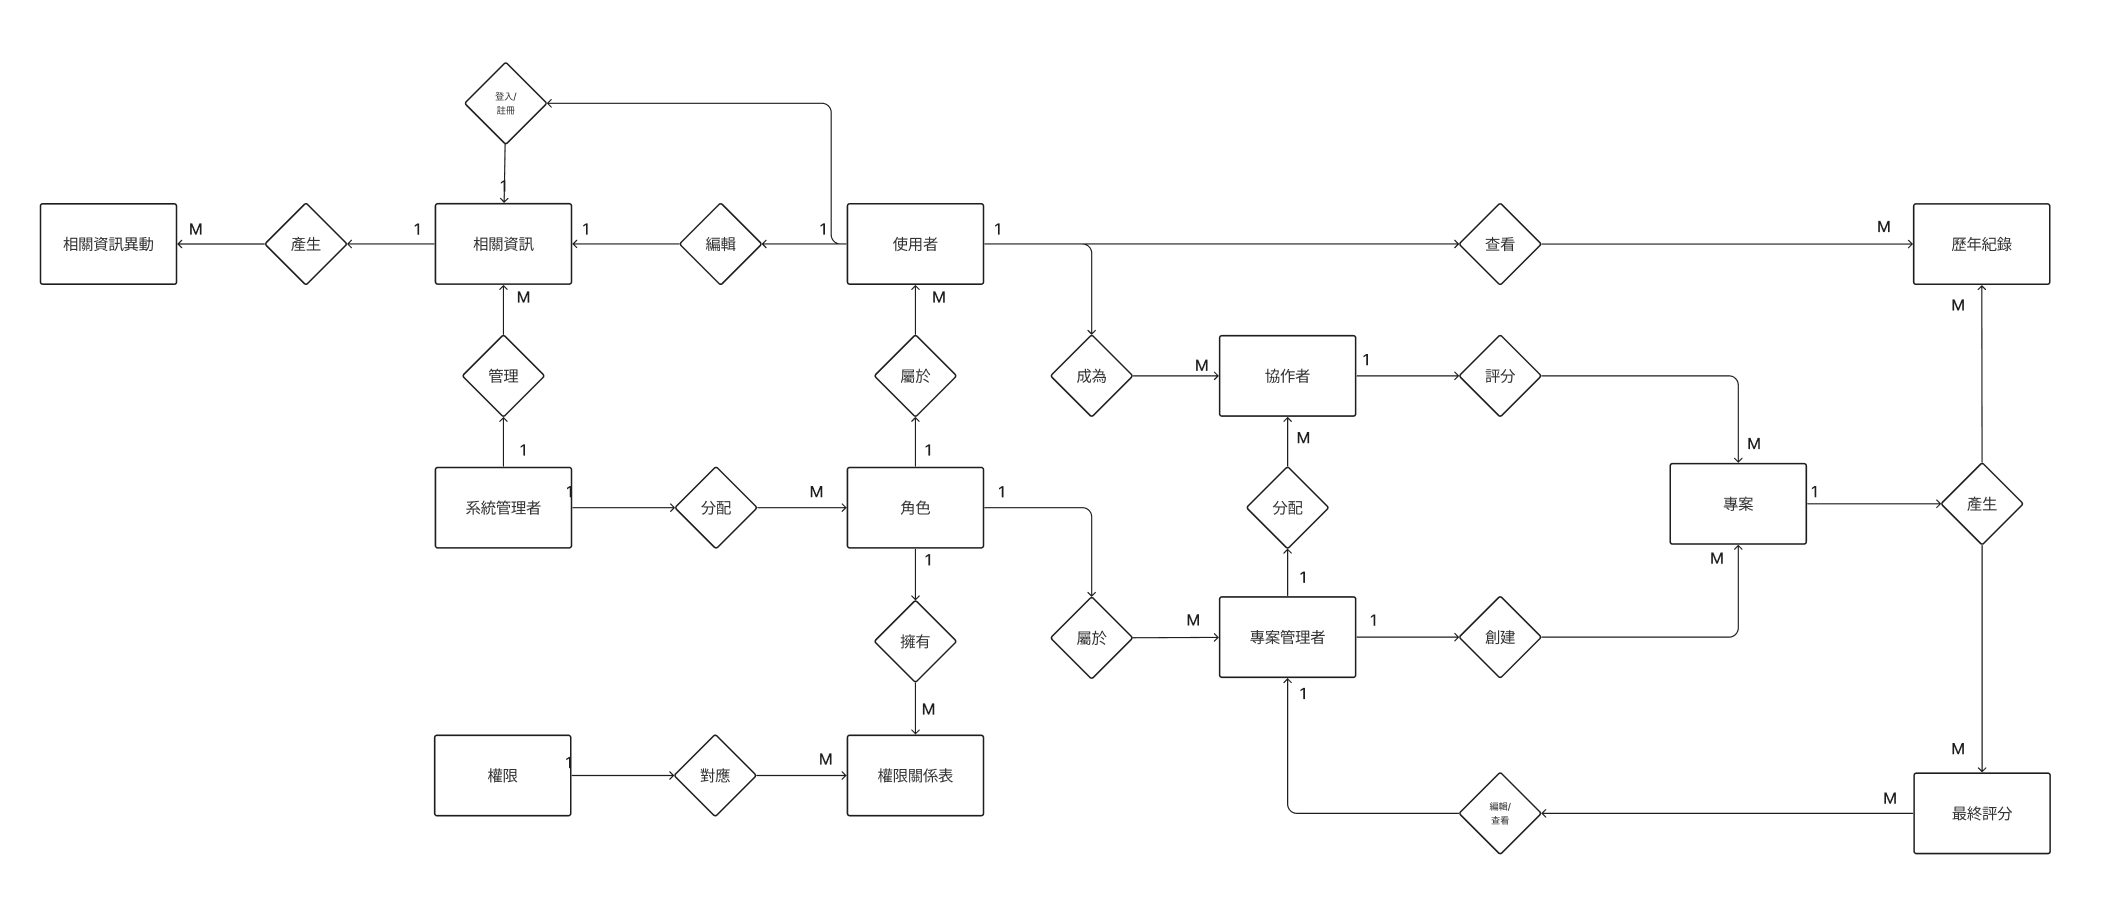 登入/
註冊
1
相關資訊異動
M
產生
1
相關資訊
1
編輯
1
使用者
1
查看
M
歷年紀錄
M
M
M
管理
屬於
成為
M
協作者
1
評分
1
1
M
M
系統管理者
1
分配
M
角色
1
分配
專案
1
產生
1
1
M
擁有
屬於
M
專案管理者
1
創建
M
1
權限
1
對應
M
權限關係表
M
編輯/
查看
M
最終評分